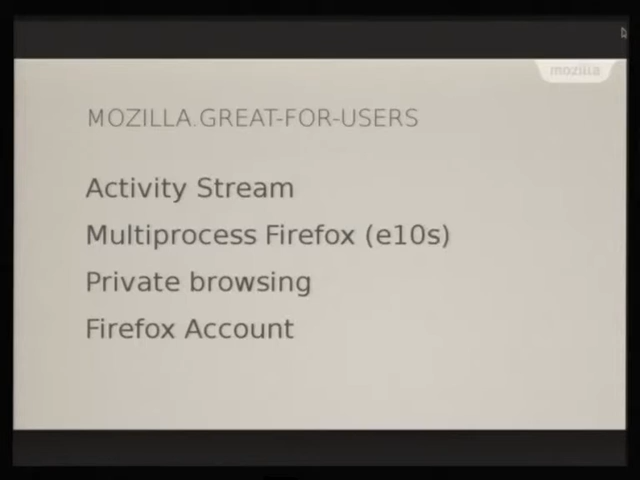 mozilla
MOZILLA.GREAT-FOR-USERS
Activity Stream
Multiprocess Firefox (e10s)
Private browsing
Firefox Account